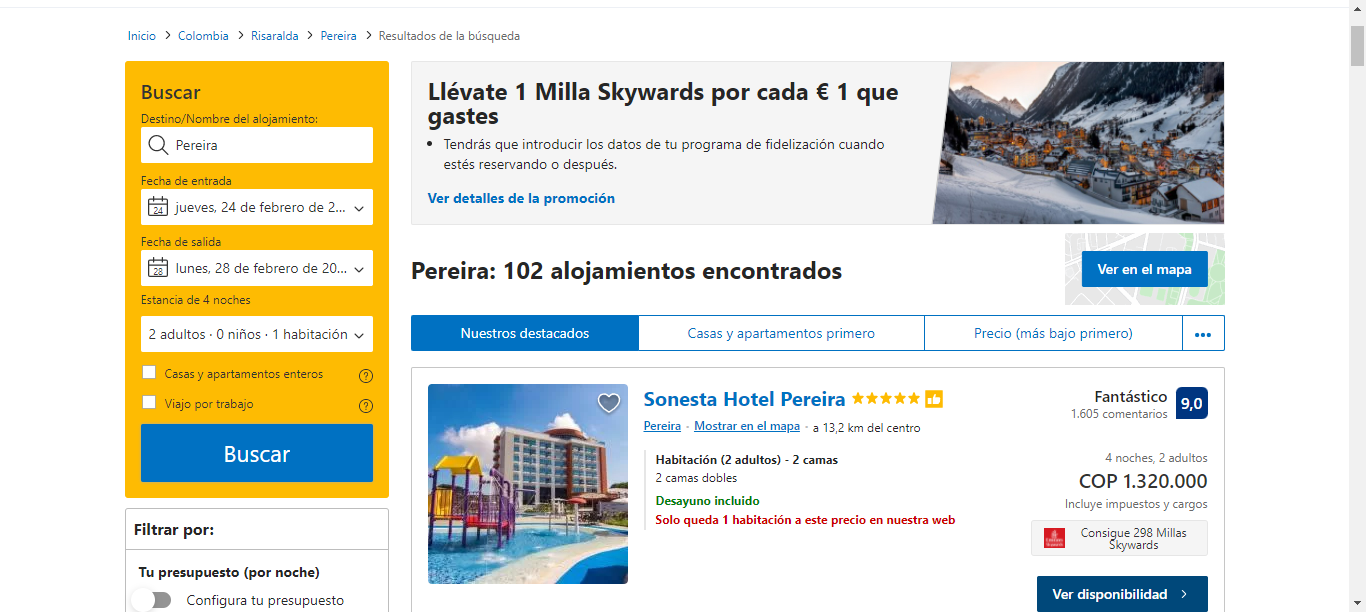 Inicio > Colombia > Risaralda > Pereira > Resultados de la búsqueda
Buscar
Destino/Nombre del alojamiento:
Pereira
Fecha de entrada
24
jueves, 24 de febrero de 2...
Fecha de salida
28
lunes, 28 de febrero de 20...
Estancia de 4 noches
2 adultos · 0 niños · 1 habitación
Casas y apartamentos enteros ?
Viajo por trabajo ?
Buscar
Filtrar por:
Tu presupuesto (por noche)
Configura tu presupuesto
Llévate 1 Milla Skywards por cada € 1 que
gastes
• Tendrás que introducir los datos de tu programa de fidelización cuando
estés reservando o después.
Ver detalles de la promoción
Pereira: 102 alojamientos encontrados
Ver en el mapa
Nuestros destacados
Casas y apartamentos primero
Precio (más bajo primero)
•••
Sonesta Hotel Pereira
Pereira · Mostrar en el mapa · a 13,2 km del centro
Habitación (2 adultos) - 2 camas
2 camas dobles
Desayuno incluido
Solo queda 1 habitación a este precio en nuestra web
Fantástico
1.605 comentarios
9,0
4 noches, 2 adultos
COP 1.320.000
Incluye impuestos y cargos
Consigue 298 Millas
Skywards
Ver disponibilidad